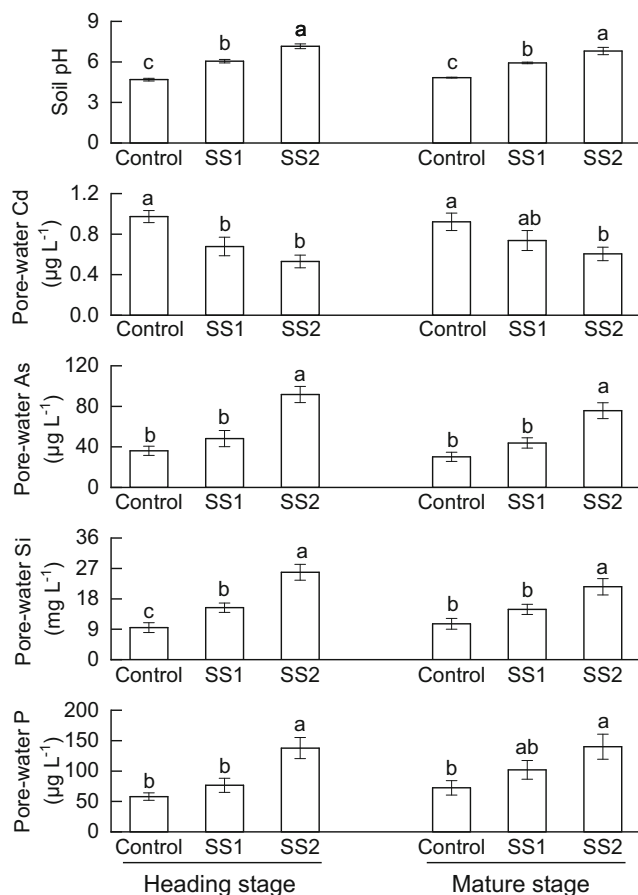 Soil pH
9
6
3
0
c
b
a
c
b
a
Control SS1 SS2 Control SS1 SS2
Pore-water Cd
(µg L-1)
1.2
0.8
0.4
0.0
a
b
b
a
ab
b
Control SS1 SS2 Control SS1 SS2
Pore-water As
(µg L-1)
120
80
40
0
b
b
a
b
b
a
Control SS1 SS2 Control SS1 SS2
Pore-water Si
(mg L-1)
36
27
18
9
0
c
b
a
b
b
a
Control SS1 SS2 Control SS1 SS2
Pore-water P
(µg L-1)
200
150
100
50
0
b
b
a
b
ab
a
Control SS1 SS2 Control SS1 SS2
Heading stage Mature stage